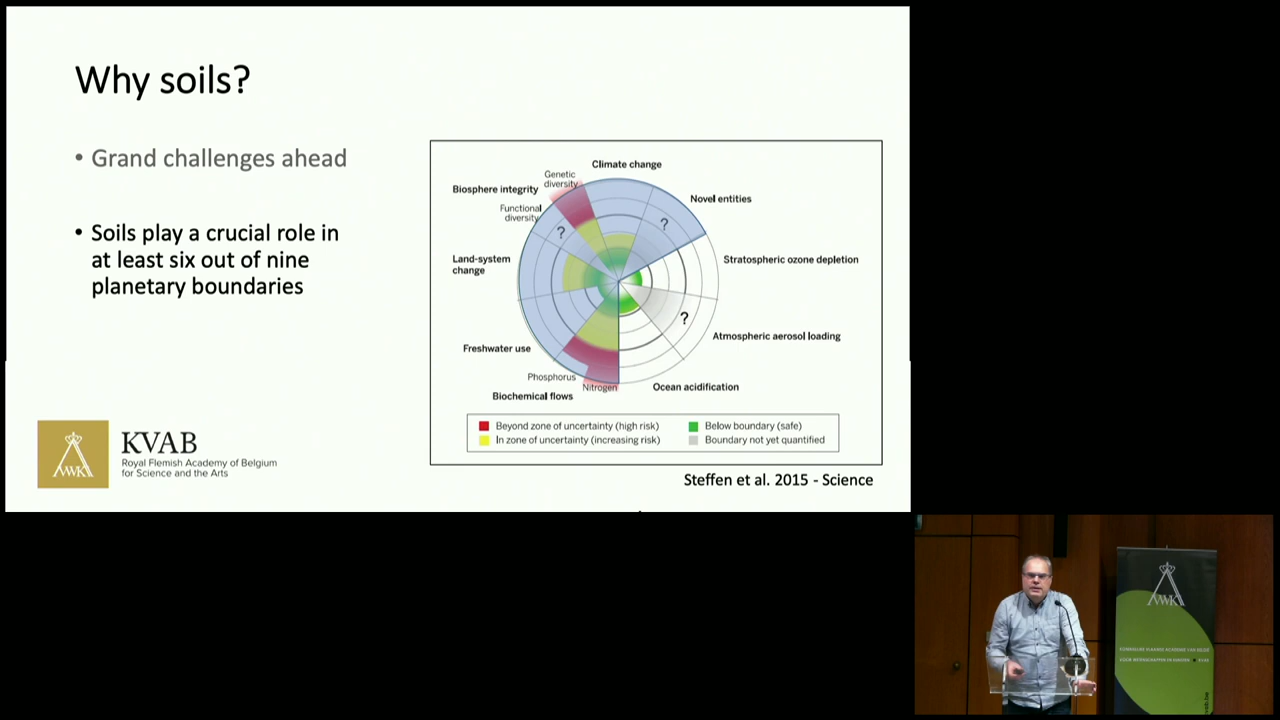 Why soils?
• Grand challenges ahead
• Soils play a crucial role in
at least six out of nine
planetary boundaries
Climate change
Genetic
diversity
Biosphere integrity
Novel entities
Functional
diversity
?
?
Land-system
change
Stratospheric ozone depletion
?
Atmospheric aerosol loading
Freshwater use
Phosphorus
Nitrogen
Ocean acidification
Biochemical flows
Beyond zone of uncertainty (high risk)
Below boundary (safe)
In zone of uncertainty (increasing risk)
Boundary not yet quantified
Steffen et al. 2015 - Science
KVAB
Royal Flemish Academy of Belgium
for Science and the Arts